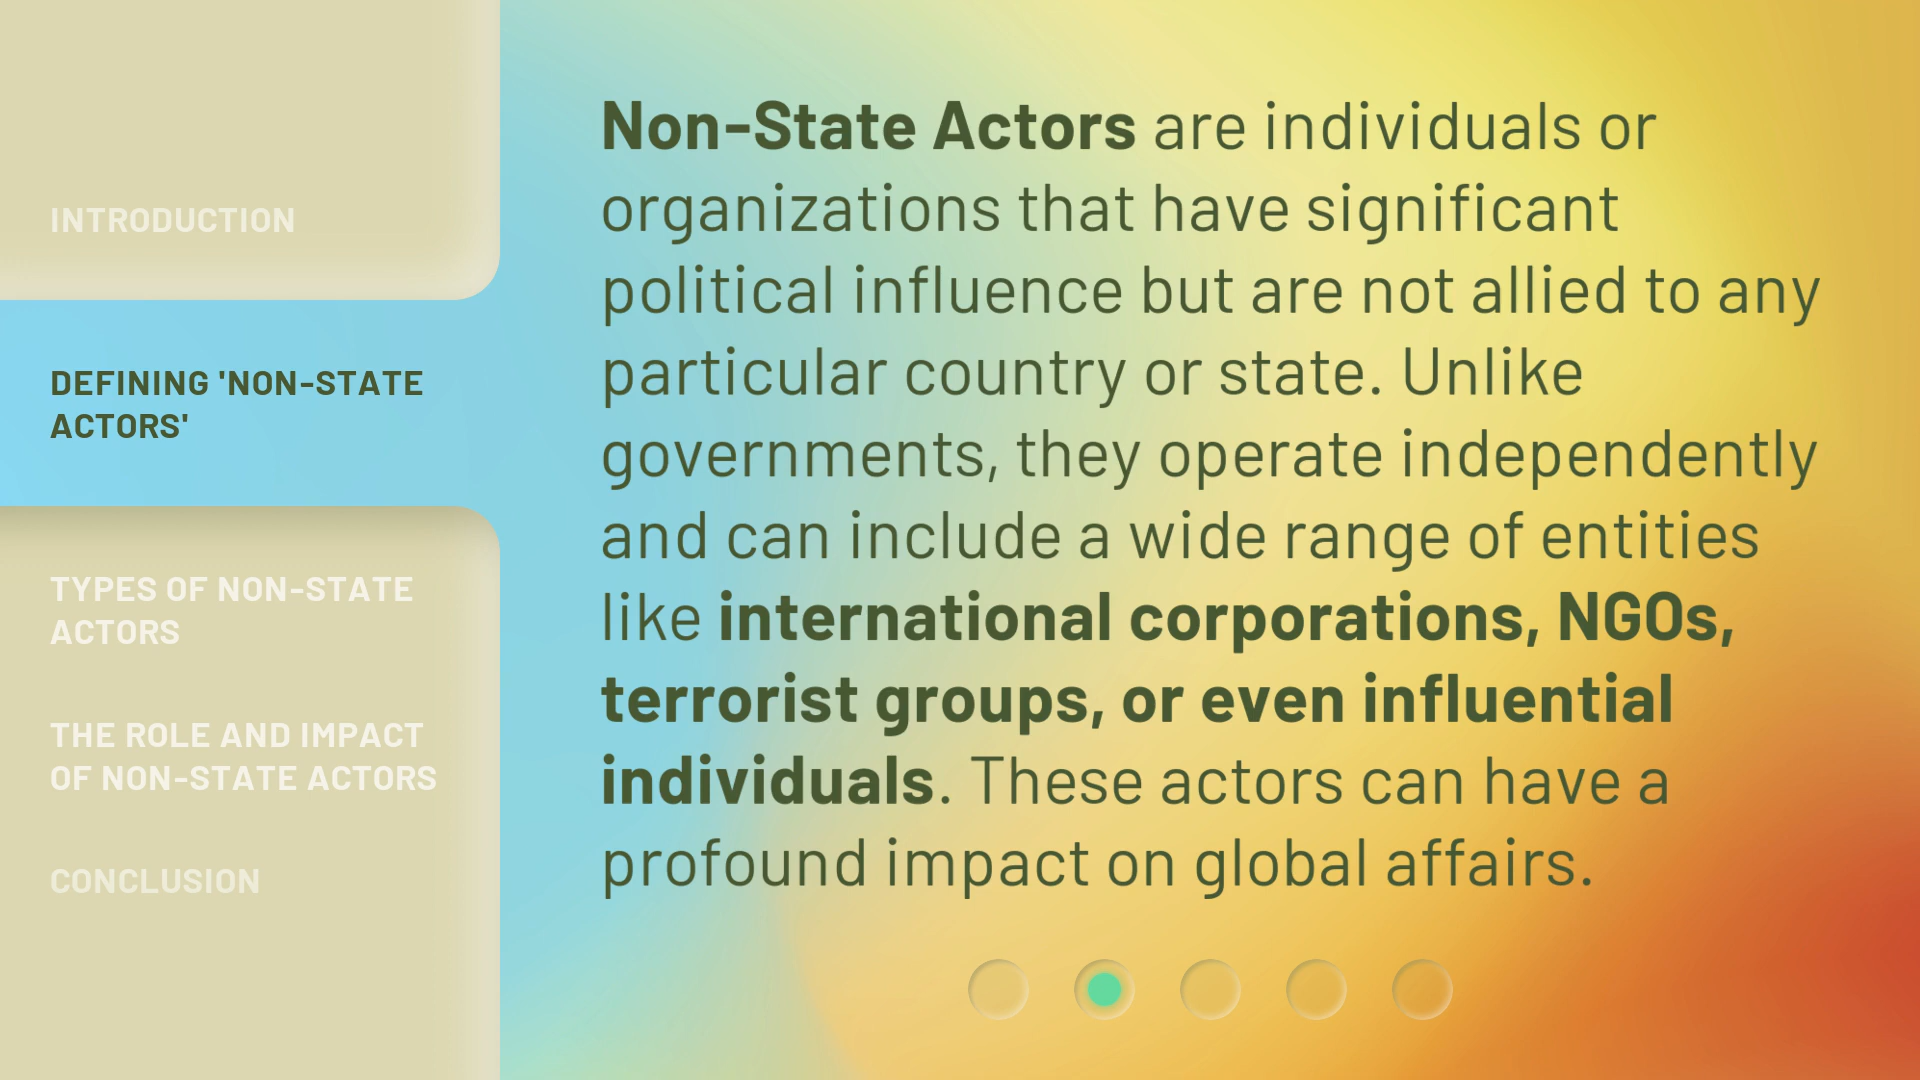 INTRODUCTION
DEFINING 'NON-STATE
ACTORS'
TYPES OF NON-STATE
ACTORS
THE ROLE AND IMPACT
OF NON-STATE ACTORS
CONCLUSION
Non-State Actors are individuals or
organizations that have significant
political influence but are not allied to any
particular country or state. Unlike
governments, they operate independently
and can include a wide range of entities
like international corporations, NGOs,
terrorist groups, or even influential
individuals. These actors can have a
profound impact on global affairs.